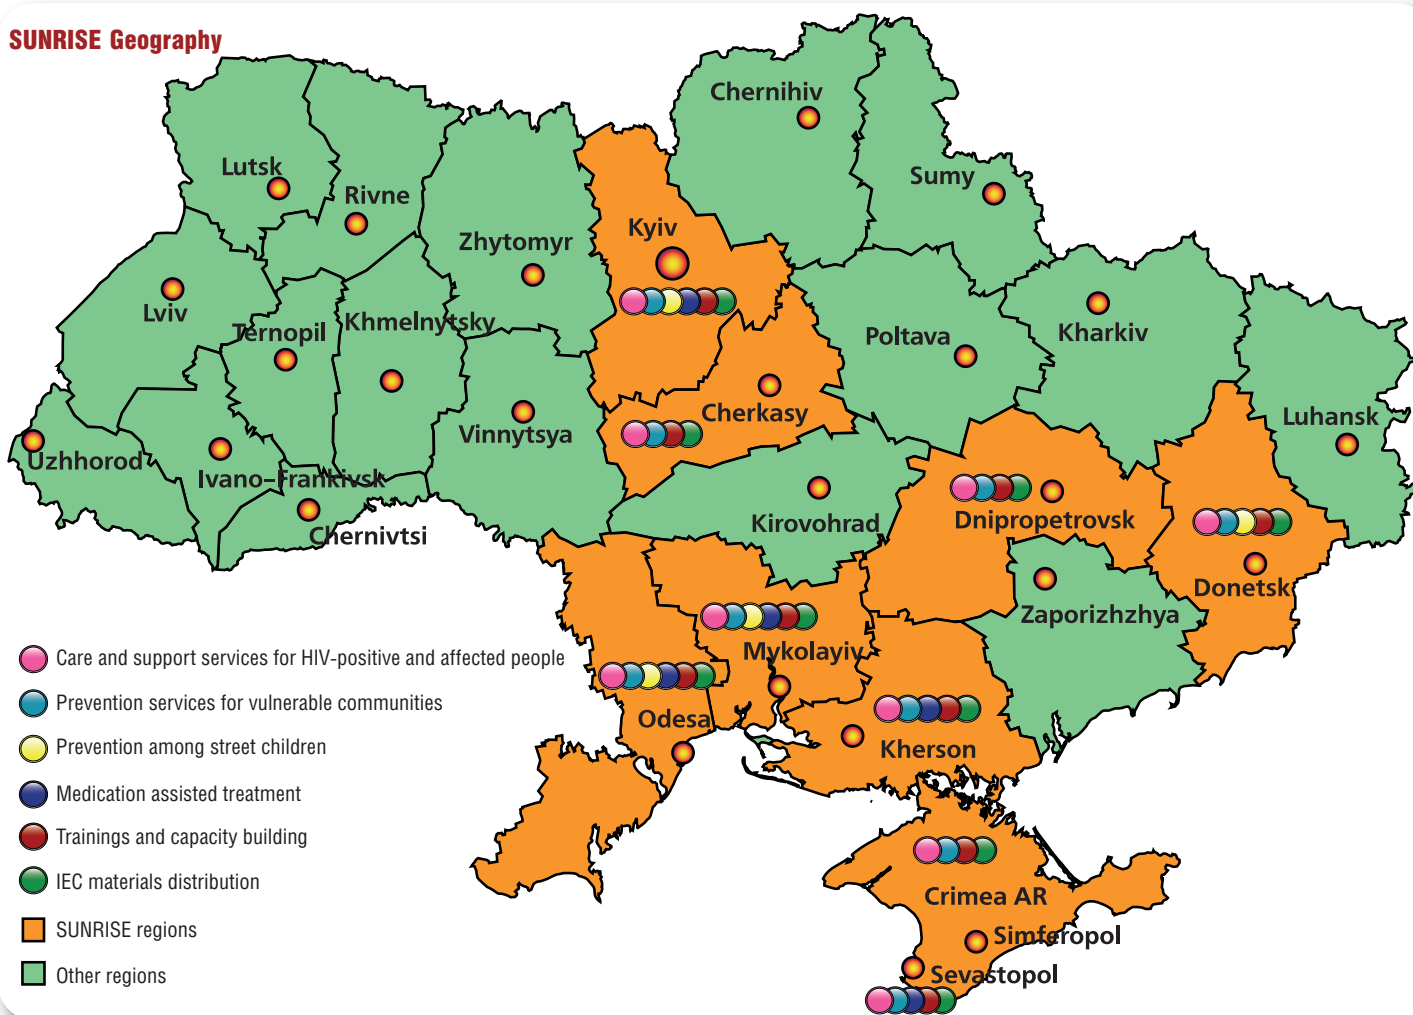 SUNRISE Geography
Chernihiv
Lutsk
Sumy
Rivne
Kyiv
Zhytomyr
Lviv
Ternopil
Khmelnytsky
Poltava
Kharkiv
Cherkasy
Luhansk
Vinnytsya
Uzhhorod
Ivano-Frankivsk
Kirovohrad
Dnipropetrovsk
Chernivtsi
Donetsk
Zaporizhzhya
Mykolayiv
Odesa
Kherson
Crimea AR
Simferopol
Sevastopol
Care and support services for HIV-positive and affected people
Prevention services for vulnerable communities
Prevention among street children
Medication assisted treatment
Trainings and capacity building
IEC materials distribution
SUNRISE regions
Other regions